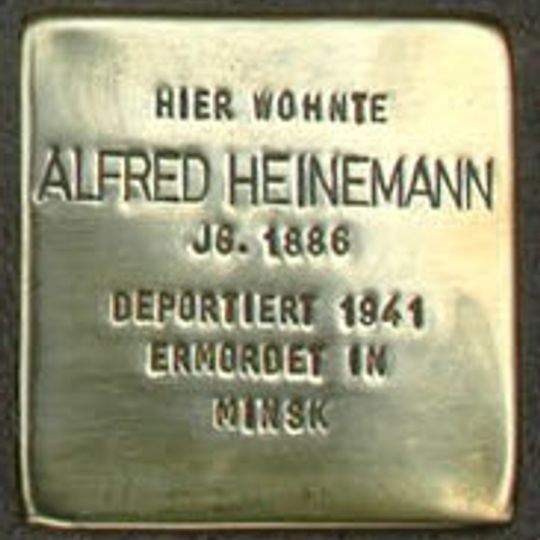 HIER WOHNTE
ALFRED HEINEMANN
JG. 1886
DEPORTIERT 1941
ERMORDET IN
MINSK